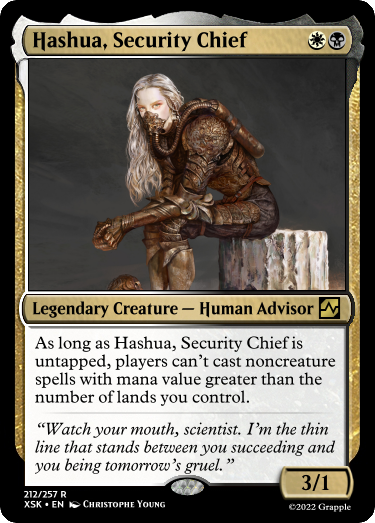 Hashua, Security Chief
Legendary Creature — Human Advisor
As long as Hashua, Security Chief is
untapped, players can't cast noncreature
spells with mana value greater than the
number of lands you control.
“Watch your mouth, scientist. I'm the thin
line that stands between you succeeding and
you being tomorrow's gruel.”
3/1
212/257 R
XSK • EN Christophe Young
©2022 Grapple